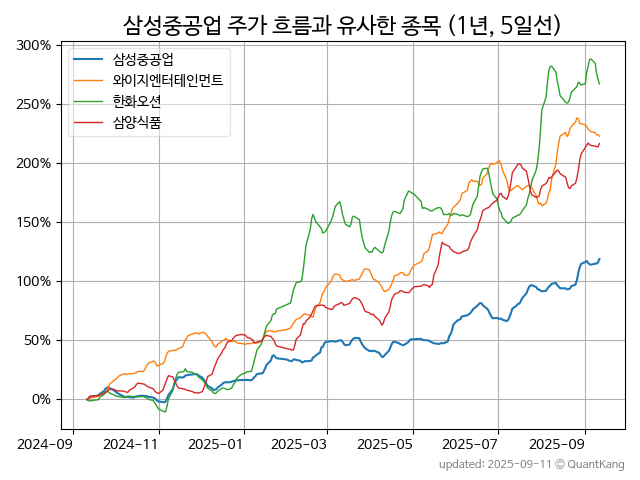 삼성중공업 주가 흐름과 유사한 종목 (1년, 5일선)
삼성중공업
와이지엔터테인먼트
한화오션
삼양식품
300%
250%
200%
150%
100%
50%
0%
2024-09 2024-11 2025-01 2025-03 2025-05 2025-07 2025-09
updated: 2025-09-11 © QuantKang